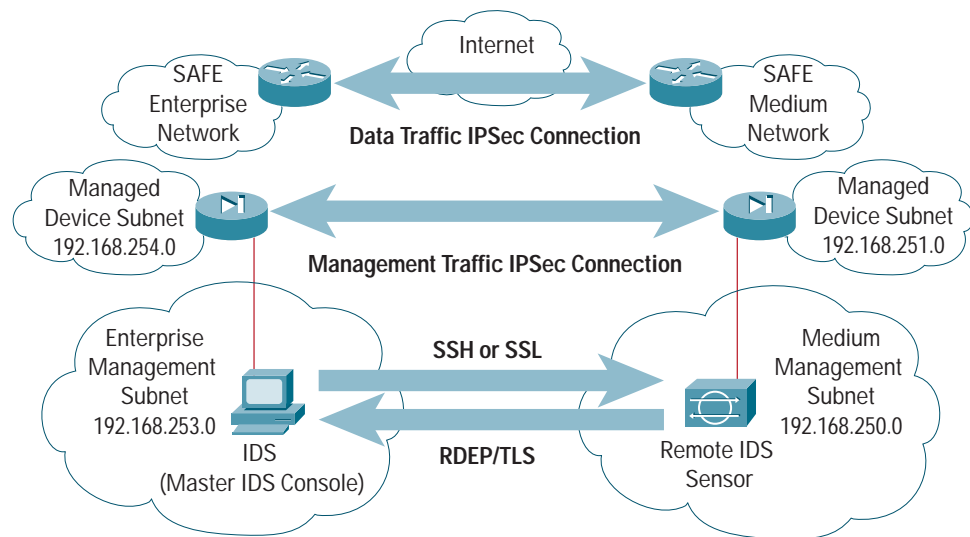 Internet
SAFE
Enterprise
Network
SAFE
Medium
Network
Data Traffic IPSec Connection
Managed
Device Subnet
192.168.254.0
Managed
Device Subnet
192.168.251.0
Management Traffic IPSec Connection
Enterprise
Management
Subnet
192.168.253.0
SSH or SSL
Medium
Management
Subnet
192.168.250.0
IDS
(Master IDS Console)
RDEP/TLS
Remote IDS
Sensor